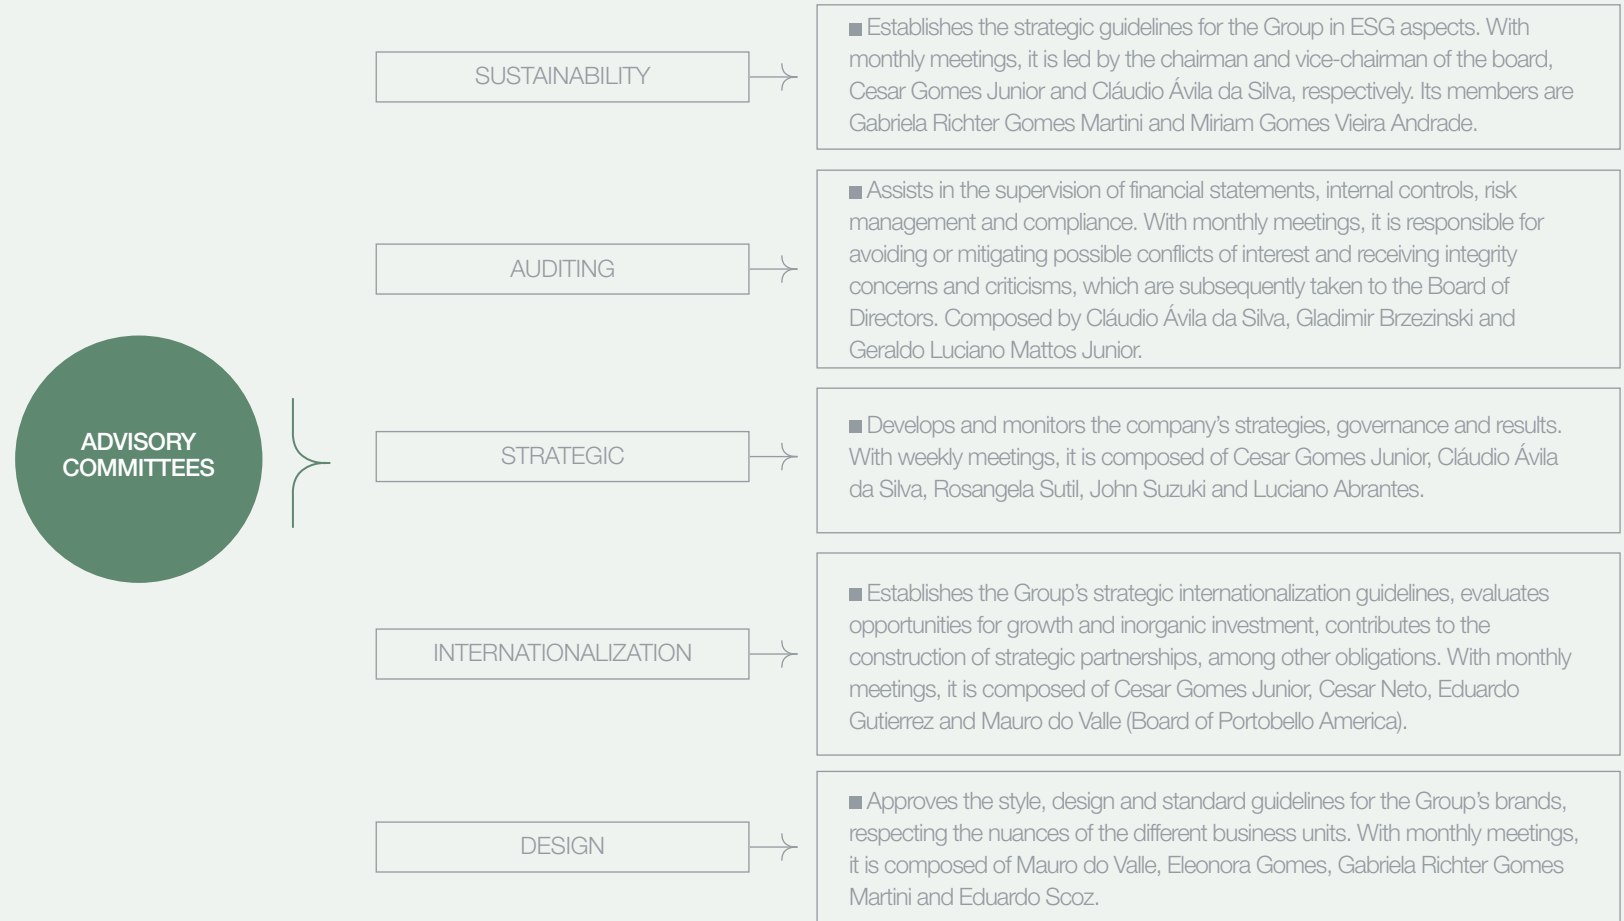 ADVISORY
COMMITTEES
SUSTAINABILITY
■ Establishes the strategic guidelines for the Group in ESG aspects. With
monthly meetings, it is led by the chairman and vice-chairman of the board,
Cesar Gomes Junior and Cláudio Ávila da Silva, respectively. Its members are
Gabriela Richter Gomes Martini and Miriam Gomes Vieira Andrade.
AUDITING
■ Assists in the supervision of financial statements, internal controls, risk
management and compliance. With monthly meetings, it is responsible for
avoiding or mitigating possible conflicts of interest and receiving integrity
concerns and criticisms, which are subsequently taken to the Board of
Directors. Composed by Cláudio Ávila da Silva, Gladimir Brzezinski and
Geraldo Luciano Mattos Junior.
STRATEGIC
■ Develops and monitors the company’s strategies, governance and results.
With weekly meetings, it is composed of Cesar Gomes Junior, Cláudio Ávila
da Silva, Rosangela Sutil, John Suzuki and Luciano Abrantes.
INTERNATIONALIZATION
■ Establishes the Group’s strategic internationalization guidelines, evaluates
opportunities for growth and inorganic investment, contributes to the
construction of strategic partnerships, among other obligations. With monthly
meetings, it is composed of Cesar Gomes Junior, Cesar Neto, Eduardo
Gutierrez and Mauro do Valle (Board of Portobello America).
DESIGN
■ Approves the style, design and standard guidelines for the Group’s brands,
respecting the nuances of the different business units. With monthly meetings,
it is composed of Mauro do Valle, Eleonora Gomes, Gabriela Richter Gomes
Martini and Eduardo Scoz.